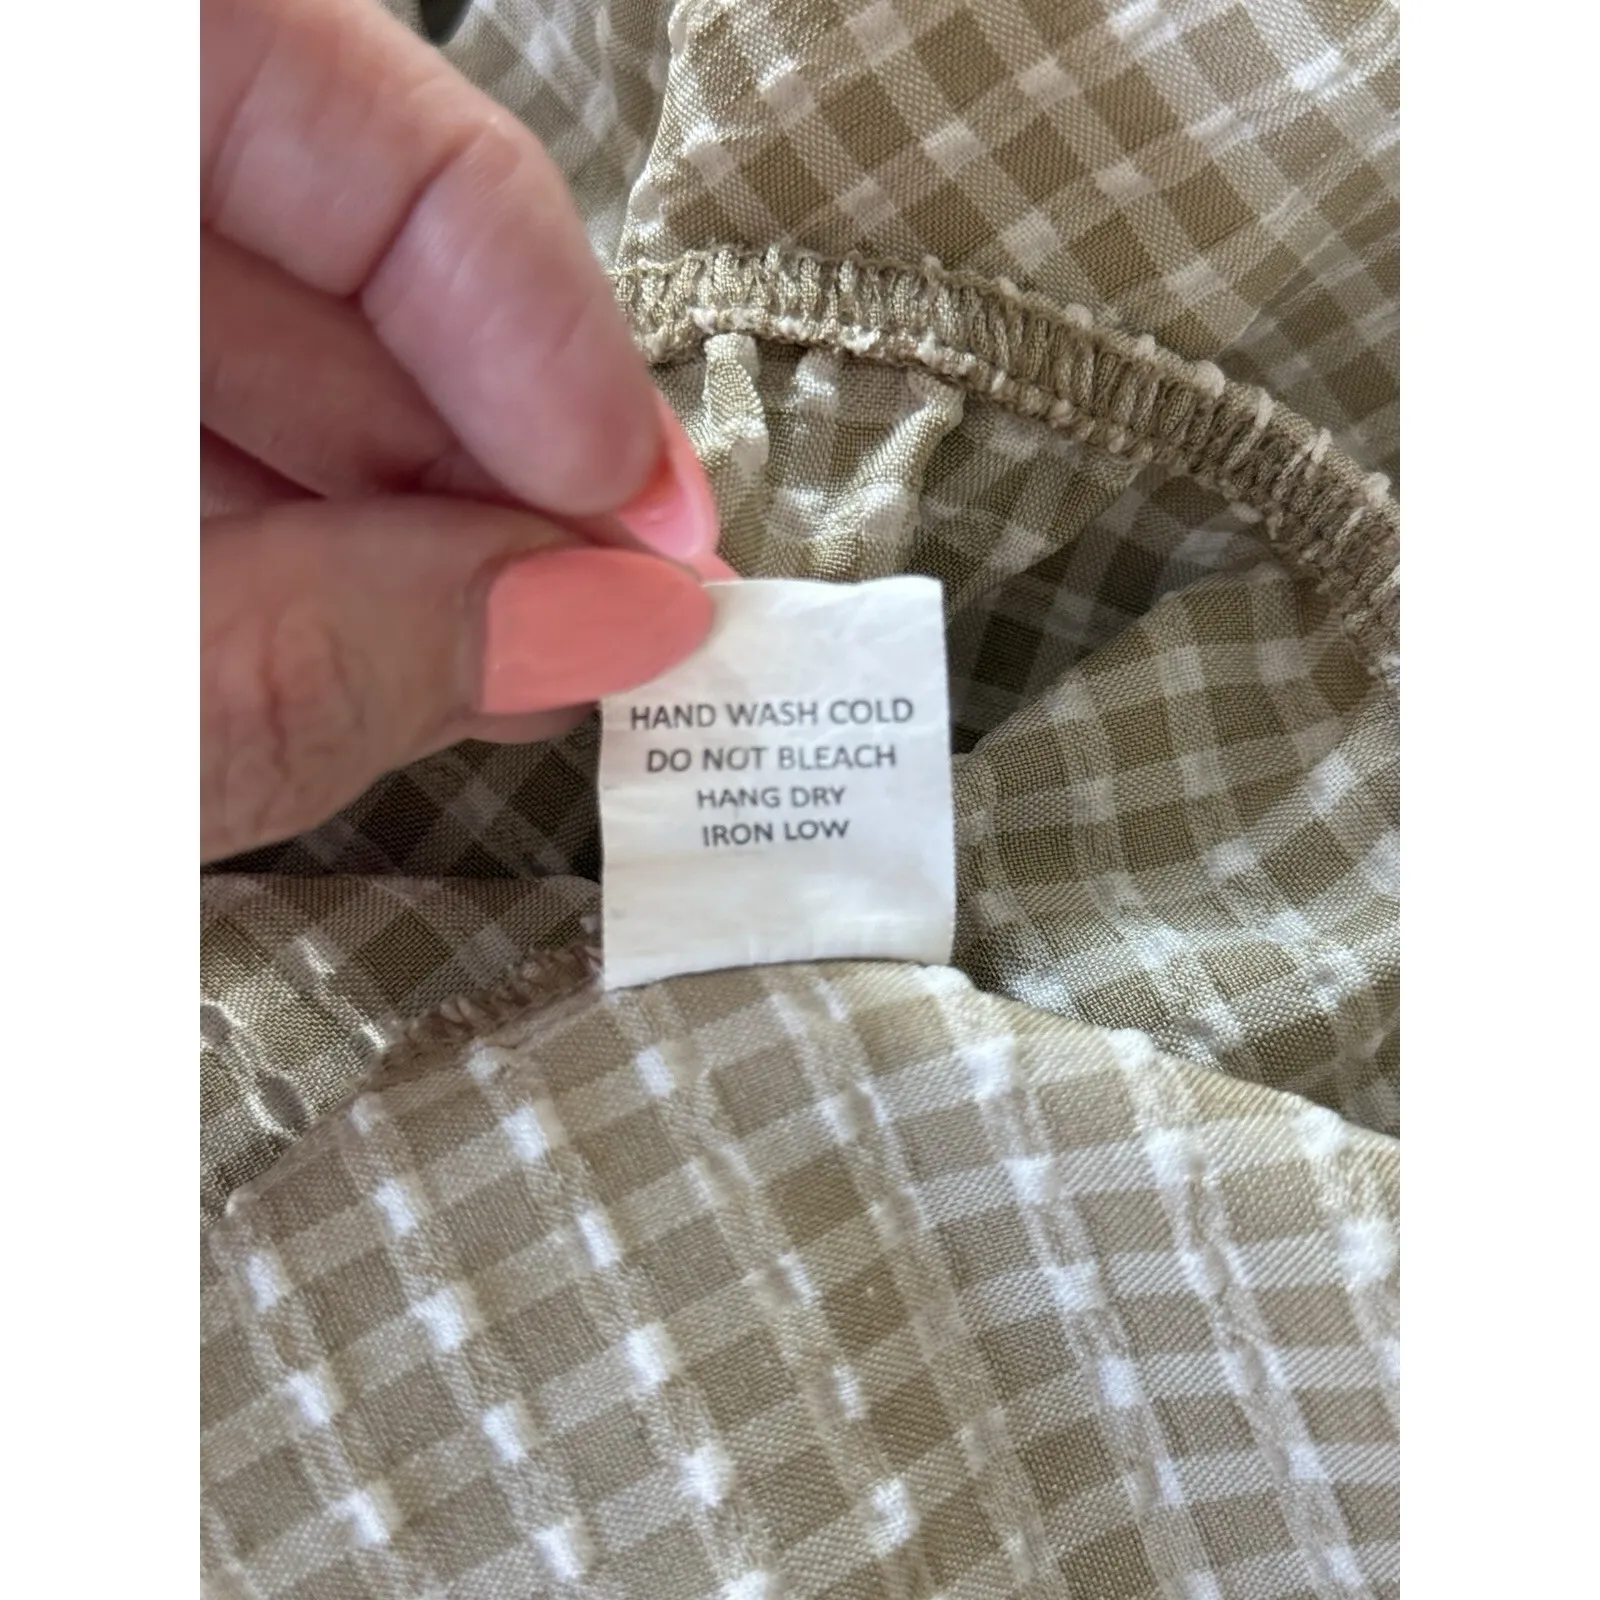 HAND WASH COLD
DO NOT BLEACH
HANG DRY
IRON LOW